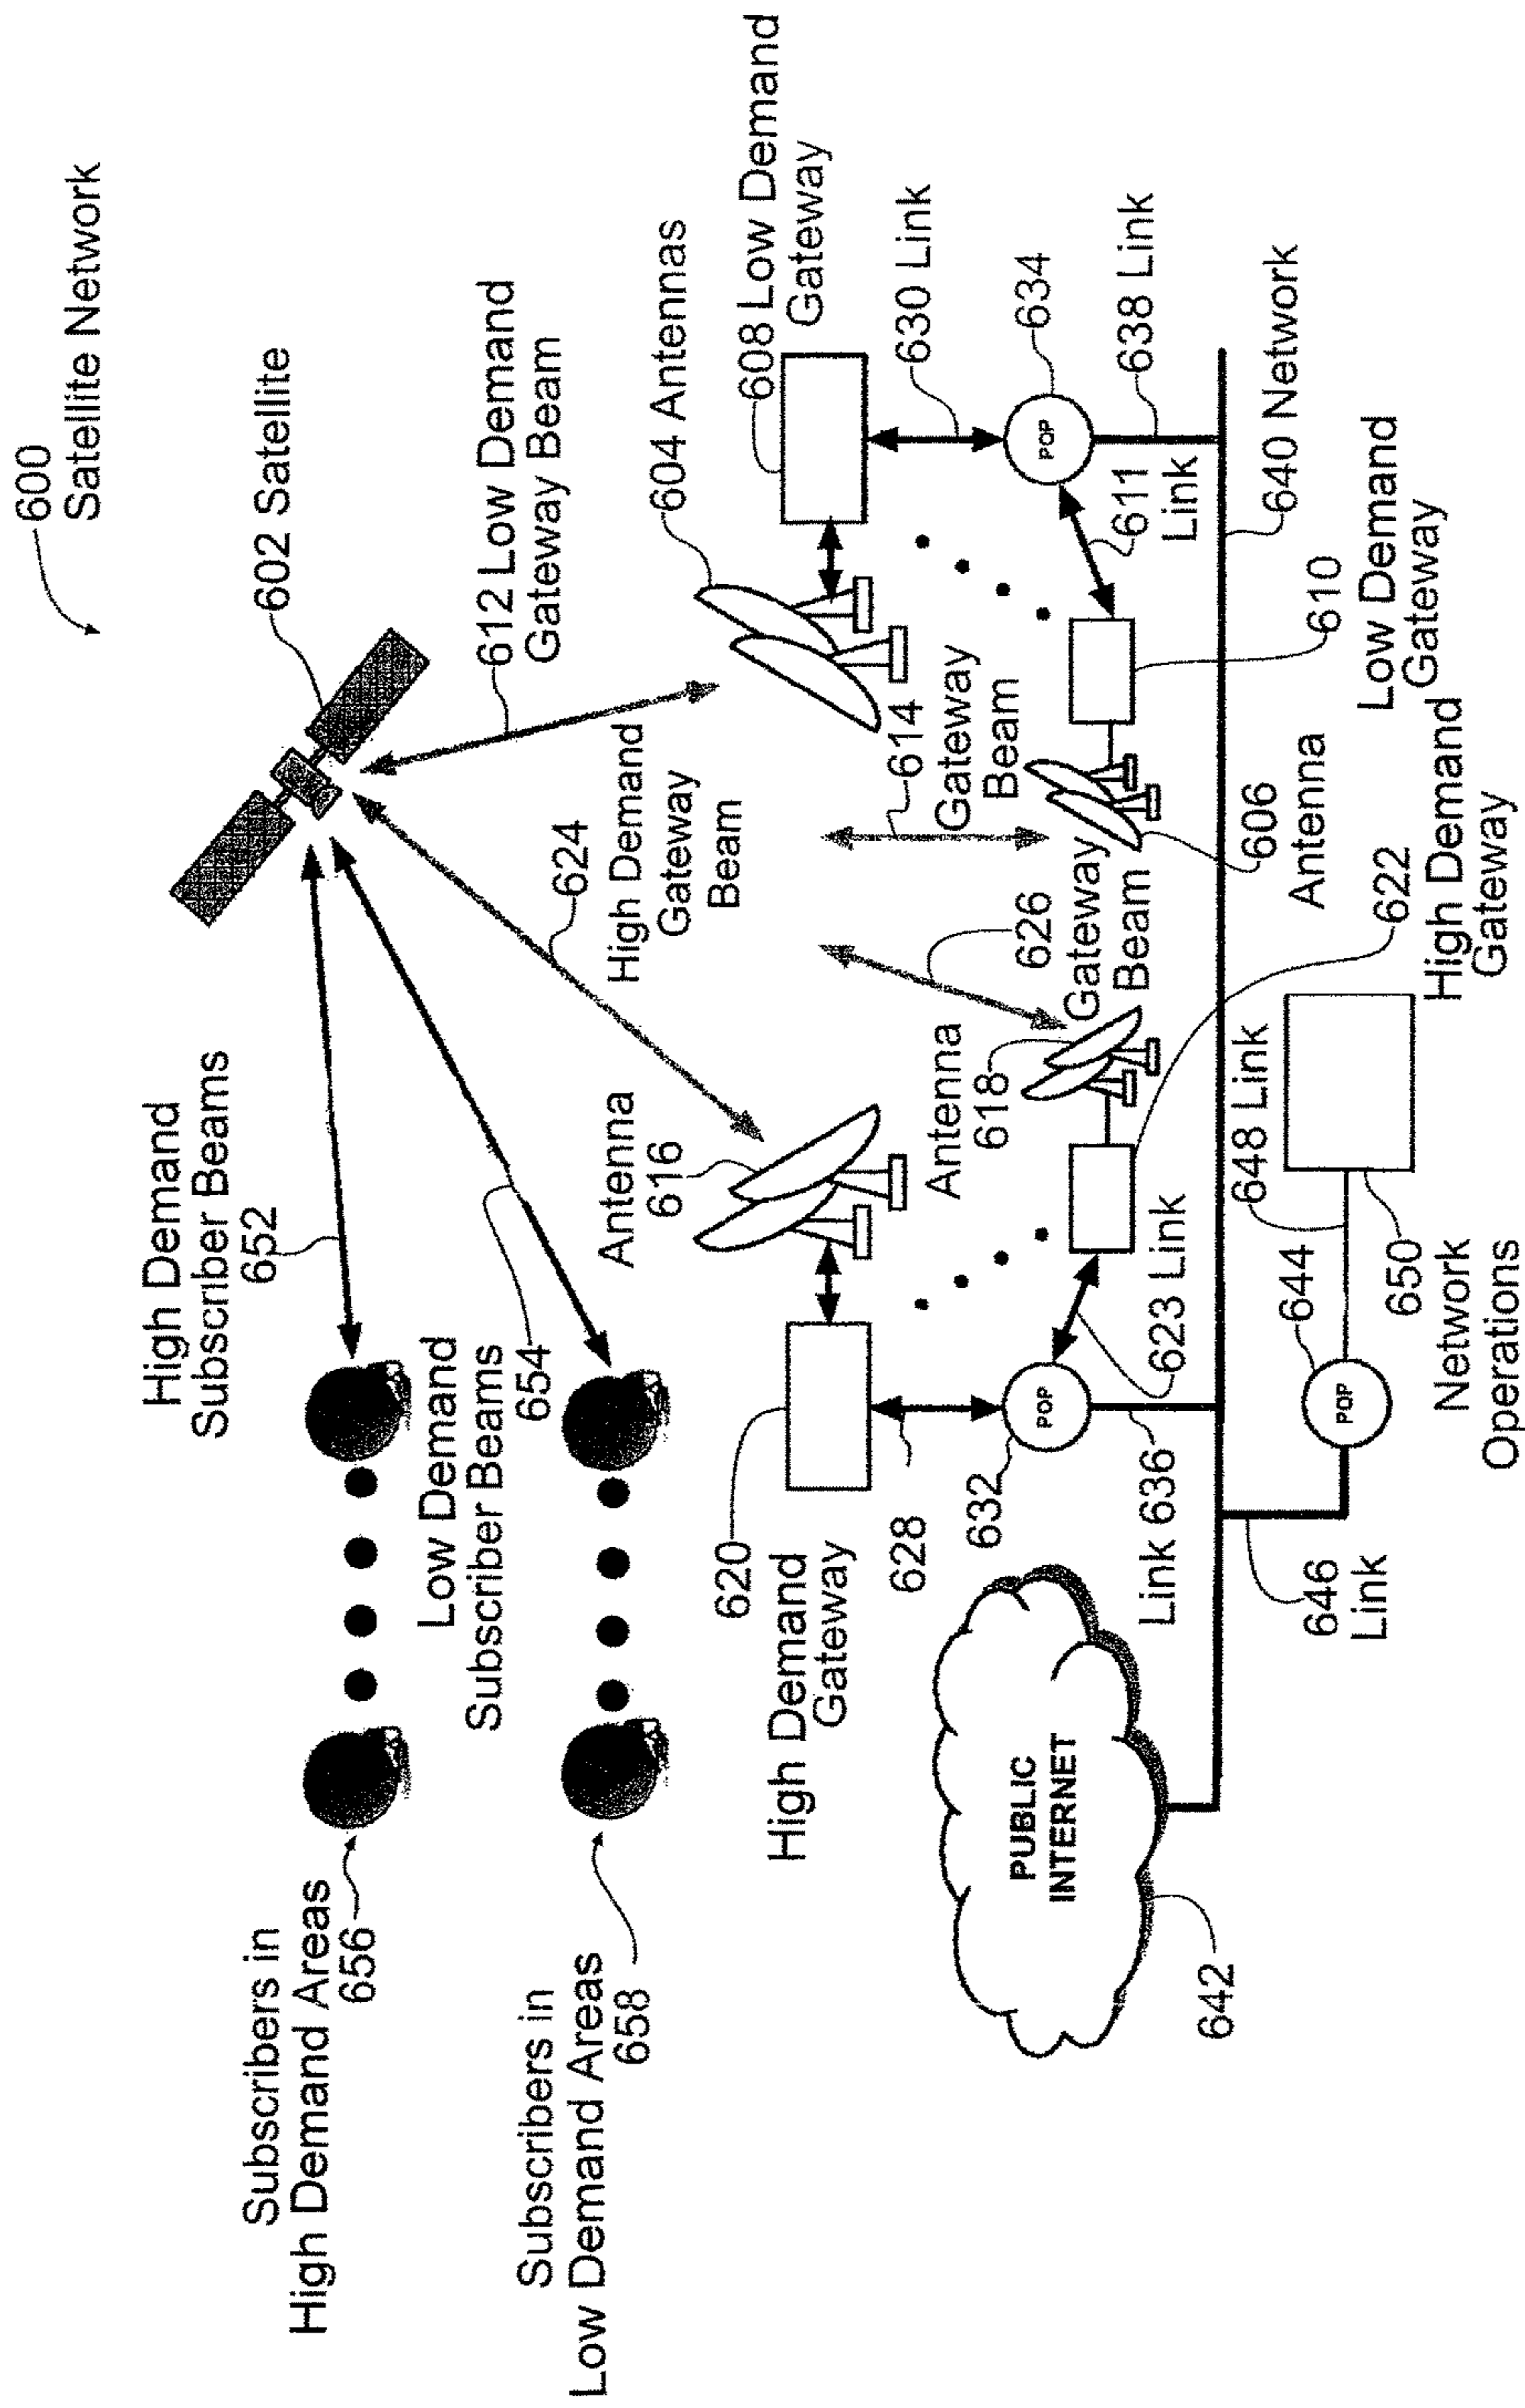 600
Satellite Network
602 Satellite
612 Low Demand
Gateway Beam
604 Antennas
608 Low Demand
Gateway
630 Link
634
POP
638 Link
611
Link
640 Network
610
Low Demand
Gateway
614
Gateway
Beam
606
Antenna
624
High Demand
Gateway
Beam
626
Gateway
Beam
622
High Demand
Gateway
High Demand
Subscriber Beams
652
Antenna
616
Antenna
618
648 Link
Low Demand
Subscriber Beams
654
623 Link
644
POP
650
Network
Operations
620
High Demand
Gateway
628
632
POP
Link 636
646
Link
Subscribers in
High Demand Areas
656
Subscribers in
Low Demand Areas
658
PUBLIC
INTERNET
642